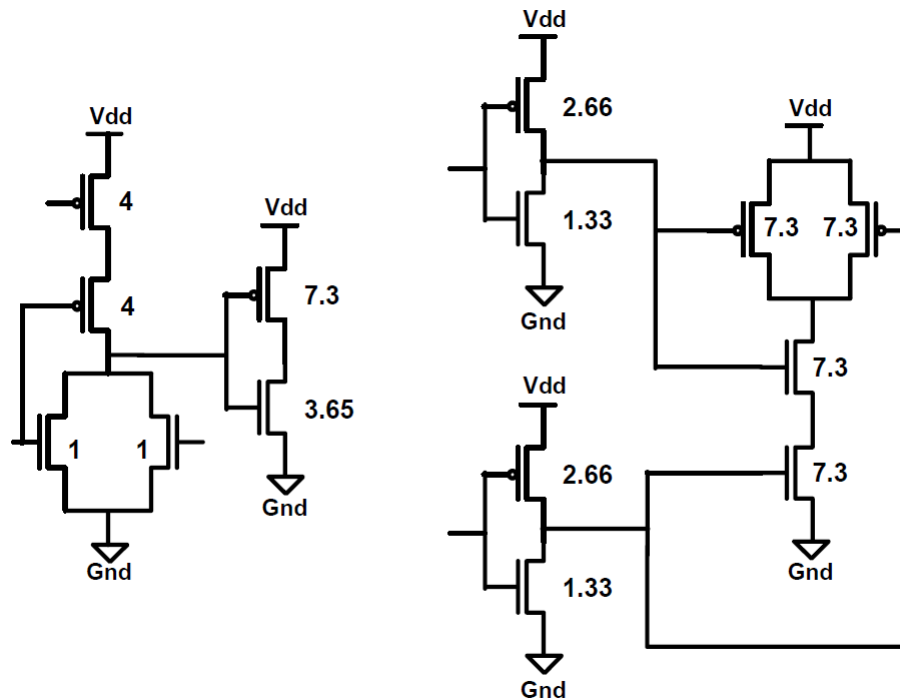 Vdd
4
4
1
1
Gnd
Vdd
7.3
3.65
Gnd
Vdd
2.66
1.33
Gnd
Vdd
2.66
1.33
Gnd
Vdd
7.3 7.3
7.3
7.3
Gnd